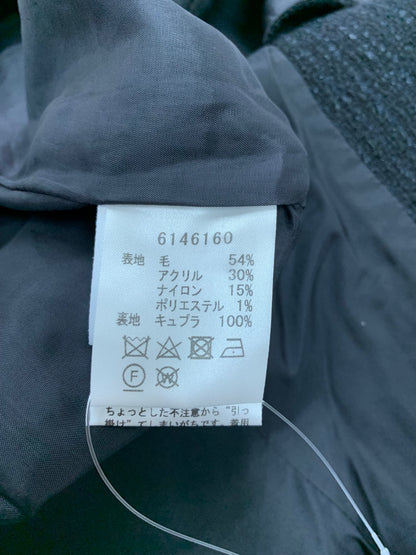 6146160
表地 毛 54%
アクリル 30%
ナイロン 15%
ポリエステル 1%
裏地 キュプラ 100%
F W
ちょっとした不注意から"引っ
掛け"てしまいがちです。着用